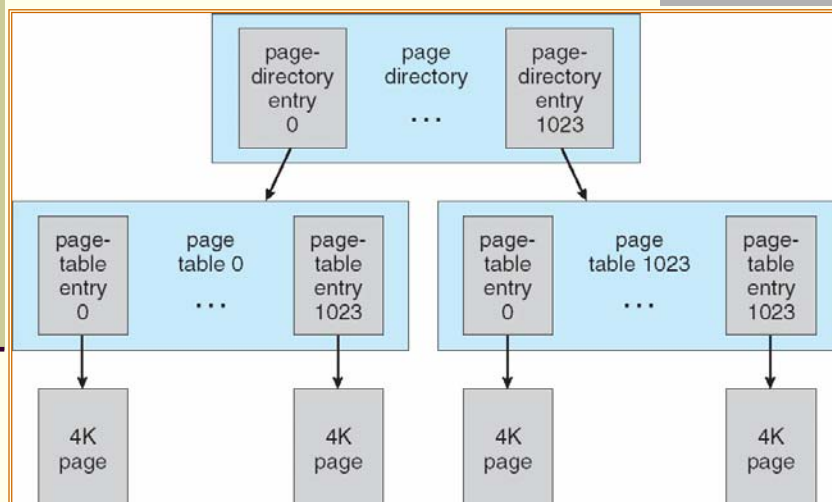 page-
directory
entry
0
page
directory
...
page-
directory
entry
1023
page-
table
entry
0
page
table 0
...
page-
table
entry
1023
page-
table
entry
0
page
table 1023
...
page-
table
entry
1023
4K
page
4K
page
4K
page
4K
page